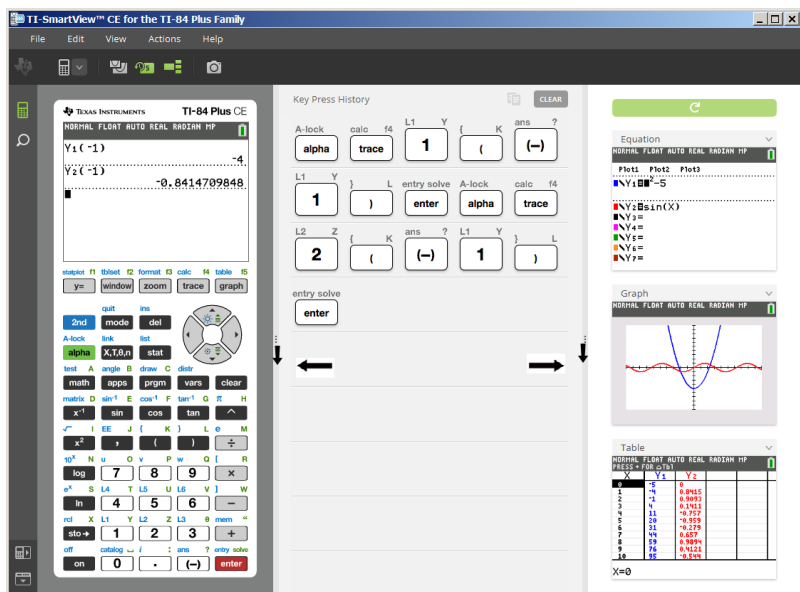 TI-SmartView™ CE for the TI-84 Plus Family
File Edit View Actions Help
TEXAS INSTRUMENTS TI-84 Plus CE
NORMAL FLOAT AUTO REAL RADIAN MP
Y₁(-1)
-4
Y₂(-1)
-0.8414709848
statplot f1 tblset f2 format f3 calc f4 table f5
y= window zoom trace graph
quit ins
2nd mode del
A-lock link list
alpha X,T,θ,n stat
test A angle B draw C distr
math apps prgm vars clear
matrix D sin⁻¹ E cos⁻¹ F tan⁻¹ G π H
x⁻¹ sin cos tan ^
√ I EE J { K } L e M
x² , ( ) ÷
10ˣ N u O v P w Q [ R
log 7 8 9 ×
eˣ S L4 T L5 U L6 V ] W
ln 4 5 6 −
rcl X L1 Y L2 Z L3 θ mem "
sto→ 1 2 3 +
off catalog i : ans ? entry solve
on 0 . (−) enter
Key Press History CLEAR
A-lock calc f4 L1 Y { K ans ?
alpha trace 1 ( (−)
L1 Y } L entry solve A-lock calc f4
1 ) enter alpha trace
L2 Z { K ans ? L1 Y } L
2 ( (−) 1 )
entry solve
enter
Equation
NORMAL FLOAT AUTO REAL RADIAN MP
Plot1 Plot2 Plot3
\Y₁=■²-5
\Y₂=sin(X)
\Y₃=
\Y₄=
\Y₅=
\Y₆=
\Y₇=
Graph
NORMAL FLOAT AUTO REAL RADIAN MP
Table
NORMAL FLOAT AUTO REAL RADIAN MP
PRESS + FOR △Tbl
X Y₁ Y₂
0 -5 0
1 -4 0.8415
2 -1 0.9093
3 4 0.1411
4 11 -0.757
5 20 -0.959
6 31 -0.279
7 44 0.657
8 59 0.9894
9 76 0.4121
10 95 -0.544
X=0